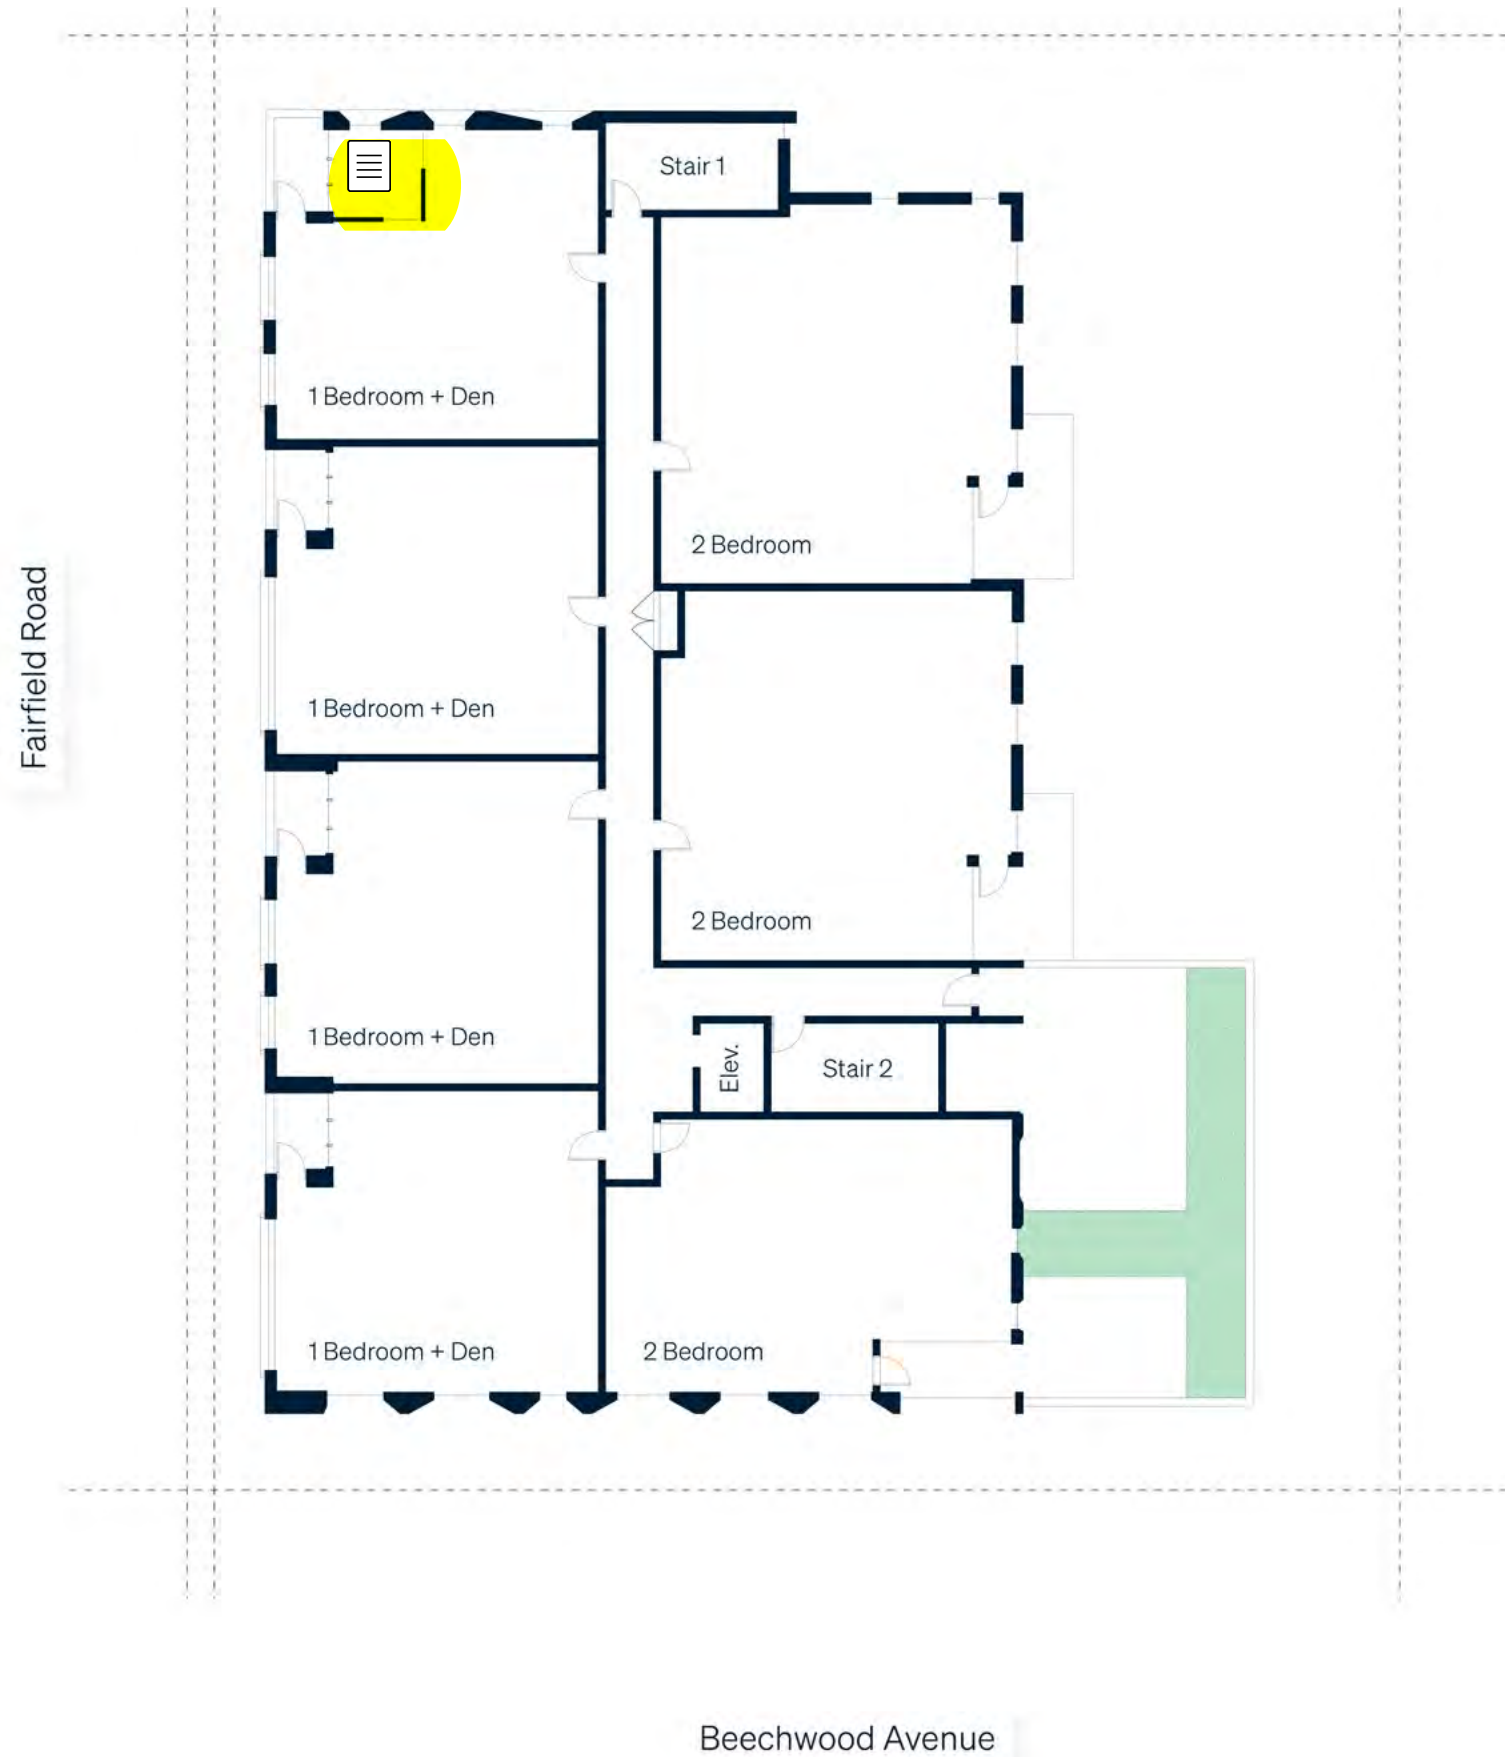 Stair 1
1 Bedroom + Den
2 Bedroom
Fairfield Road
1 Bedroom + Den
2 Bedroom
1 Bedroom + Den
Elev.
Stair 2
1 Bedroom + Den
2 Bedroom
Beechwood Avenue